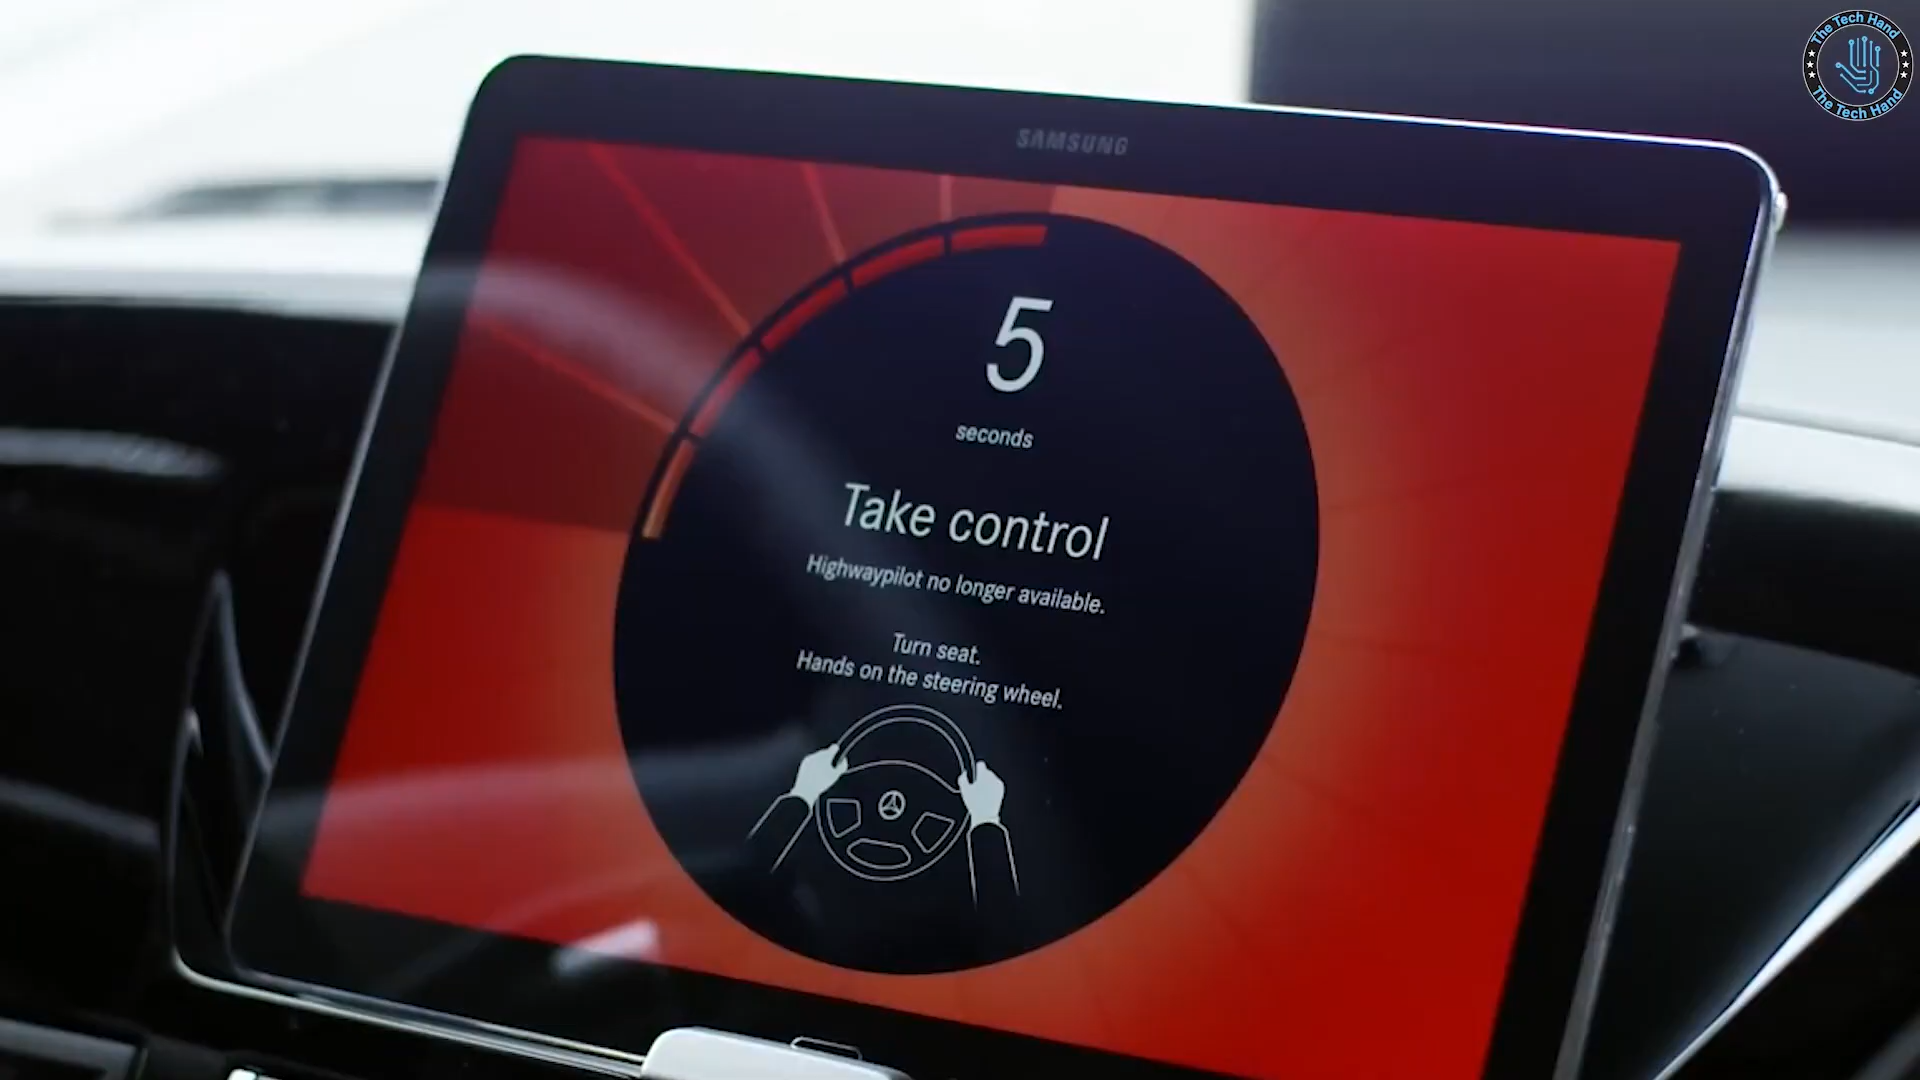 The Tech Hand
The Tech Hand
SAMSUNG
5
seconds
Take control
Highwaypilot no longer available.
Turn seat.
Hands on the steering wheel.